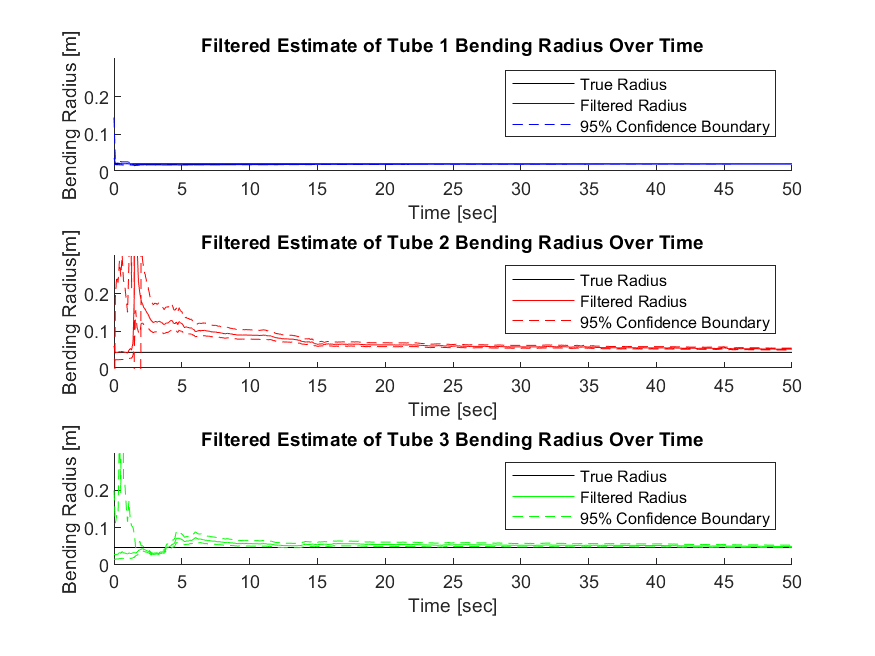 Filtered Estimate of Tube 1 Bending Radius Over Time
Bending Radius [m]
0.2
0.1
0
True Radius
Filtered Radius
95% Confidence Boundary
0 5 10 15 20 25 30 35 40 45 50
Time [sec]
Filtered Estimate of Tube 2 Bending Radius Over Time
Bending Radius[m]
0.2
0.1
0
True Radius
Filtered Radius
95% Confidence Boundary
0 5 10 15 20 25 30 35 40 45 50
Time [sec]
Filtered Estimate of Tube 3 Bending Radius Over Time
Bending Radius [m]
0.2
0.1
0
True Radius
Filtered Radius
95% Confidence Boundary
0 5 10 15 20 25 30 35 40 45 50
Time [sec]